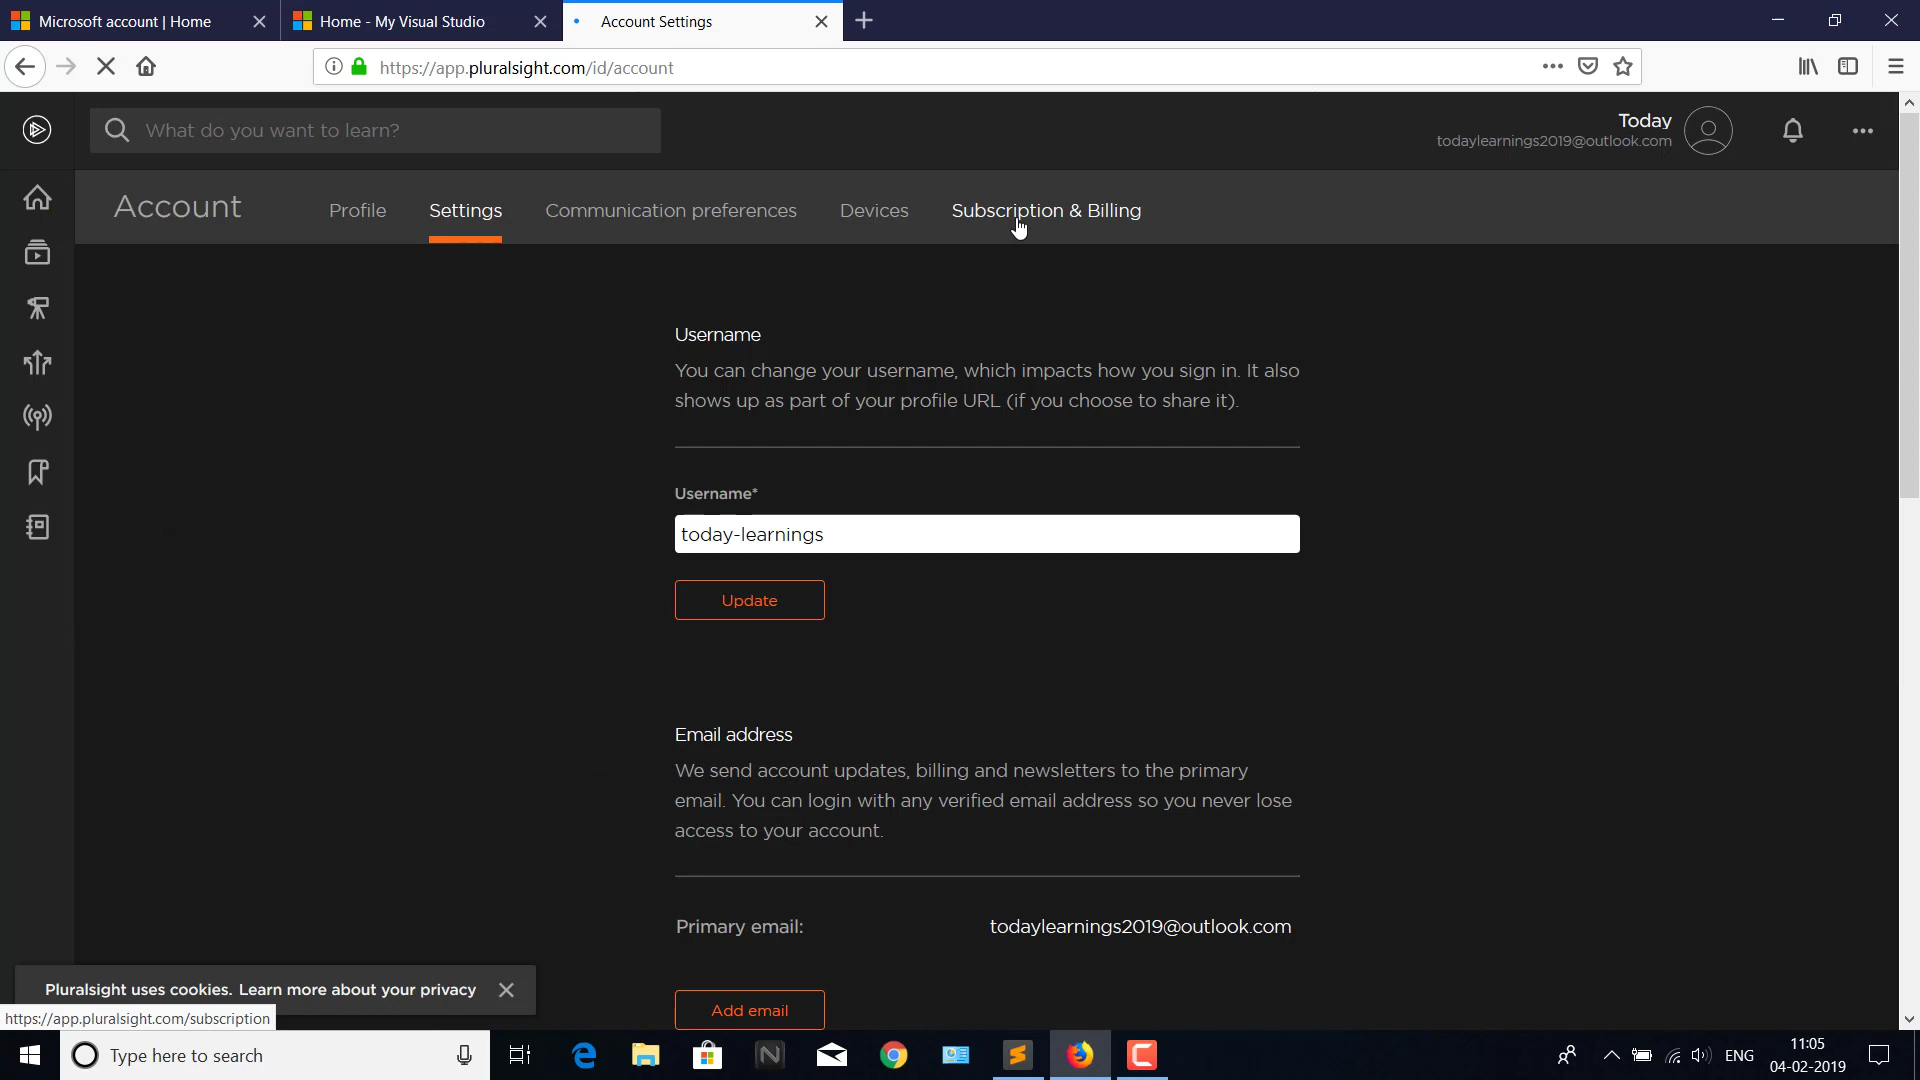 Microsoft account | Home
Home - My Visual Studio
Account Settings
https://app.pluralsight.com/id/account
What do you want to learn?
Today
todaylearnings2019@outlook.com
Account
Profile
Settings
Communication preferences
Devices
Subscription & Billing
Username
You can change your username, which impacts how you sign in. It also
shows up as part of your profile URL (if you choose to share it).
Username*
today-learnings
Update
Email address
We send account updates, billing and newsletters to the primary
email. You can login with any verified email address so you never lose
access to your account.
Primary email:
todaylearnings2019@outlook.com
Add email
Pluralsight uses cookies. Learn more about your privacy
https://app.pluralsight.com/subscription
Type here to search
ENG
11:05
04-02-2019